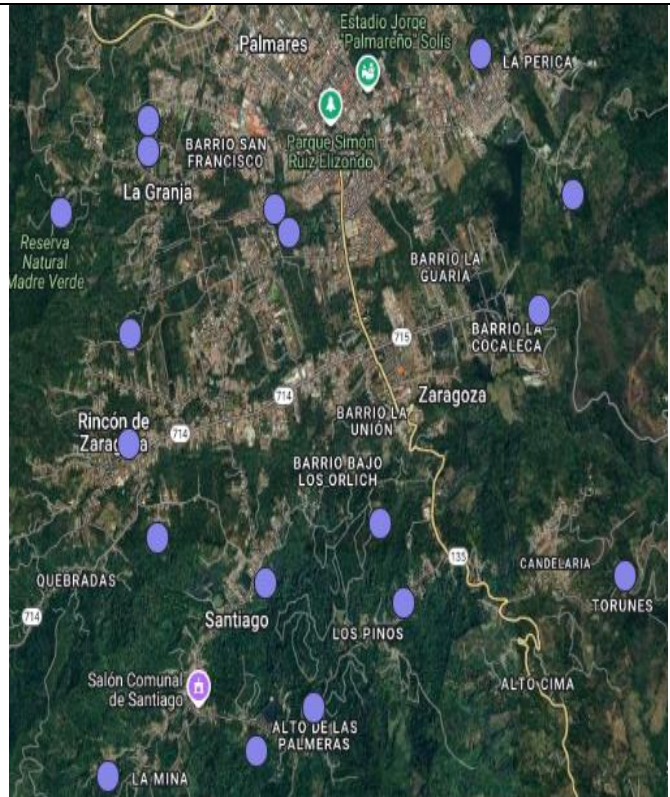 Estadio Jorge
"Palmareño" Solís
Palmares
LA PERICA
Parque Simón
Ruiz Elizondo
BARRIO SAN
FRANCISCO
La Granja
Reserva
Natural
Madre Verde
BARRIO LA
GUARIA
BARRIO LA
COCALECA
715
714
Zaragoza
Rincón de
Zaragoza
714
BARRIO LA
UNIÓN
BARRIO BAJO
LOS ORLICH
135
CANDELARIA
QUEBRADAS
TORUNES
714
Santiago
LOS PINOS
Salón Comunal
de Santiago
ALTO CIMA
ALTO DE LAS
PALMERAS
LA MINA